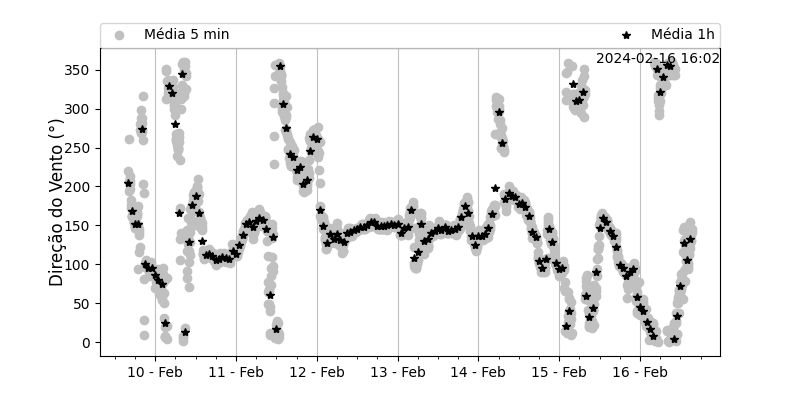 Média 5 min
Média 1h
2024-02-16 16:02
Direção do Vento (°)
350
300
250
200
150
100
50
0
10 - Feb
11 - Feb
12 - Feb
13 - Feb
14 - Feb
15 - Feb
16 - Feb